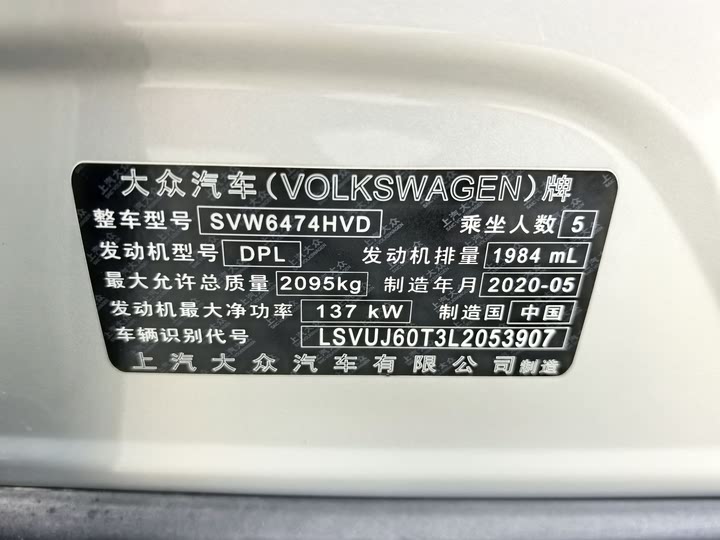 大众汽车(VOLKSWAGEN)牌
整车型号 SVW6474HVD 乘坐人数 5
发动机型号 DPL 发动机排量 1984 mL
最大允许总质量 2095kg 制造年月 2020-05
发动机最大净功率 137 kW 制造国 中国
车辆识别代号 LSVUJ60T3L2053907
上汽大众汽车有限公司制造